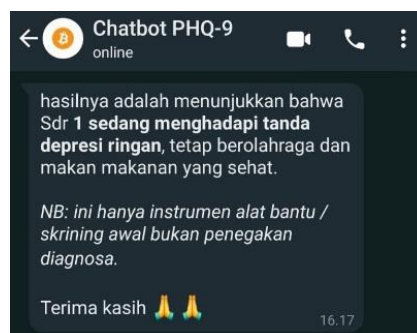 Chatbot PHQ-9
online
hasilnya adalah menunjukkan bahwa
Sdr 1 sedang menghadapi tanda
depresi ringan, tetap berolahraga dan
makan makanan yang sehat.
NB: ini hanya instrumen alat bantu /
skrining awal bukan penegakan
diagnosa.
Terima kasih 🙏 🙏
16.17